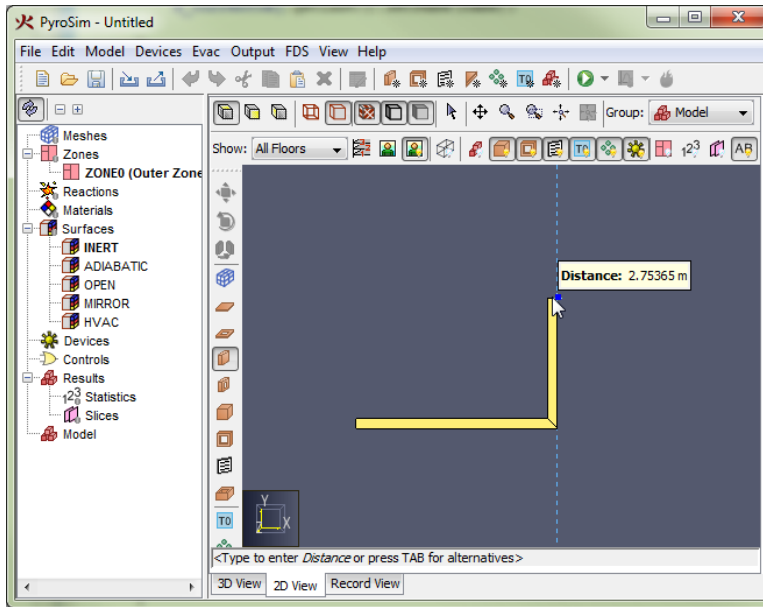 PyroSim - Untitled
File Edit Model Devices Evac Output FDS View Help
Group: Model
Show: All Floors
Meshes
Zones
ZONE0 (Outer Zone
Reactions
Materials
Surfaces
INERT
ADIABATIC
OPEN
MIRROR
HVAC
Devices
Controls
Results
Statistics
Slices
Model
Distance: 2.75365 m
Y
Z X
<Type to enter Distance or press TAB for alternatives>
3D View 2D View Record View